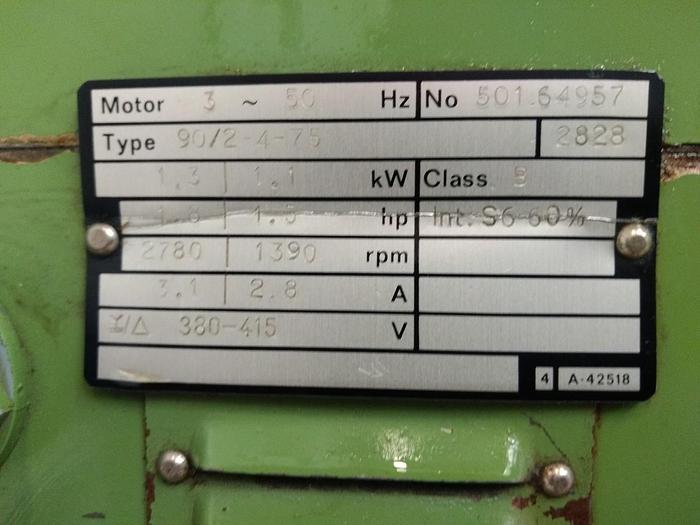 Motor 3 ~ 50 Hz No 501.64957
Type 90/2-4-75 2828
1,3 | 1.1 kW Class B
1.8 | 1.5 hp Int. S6-60%
2780 | 1390 rpm
3.1 | 2.8 A
/△ 380-415 V
4 A-42518